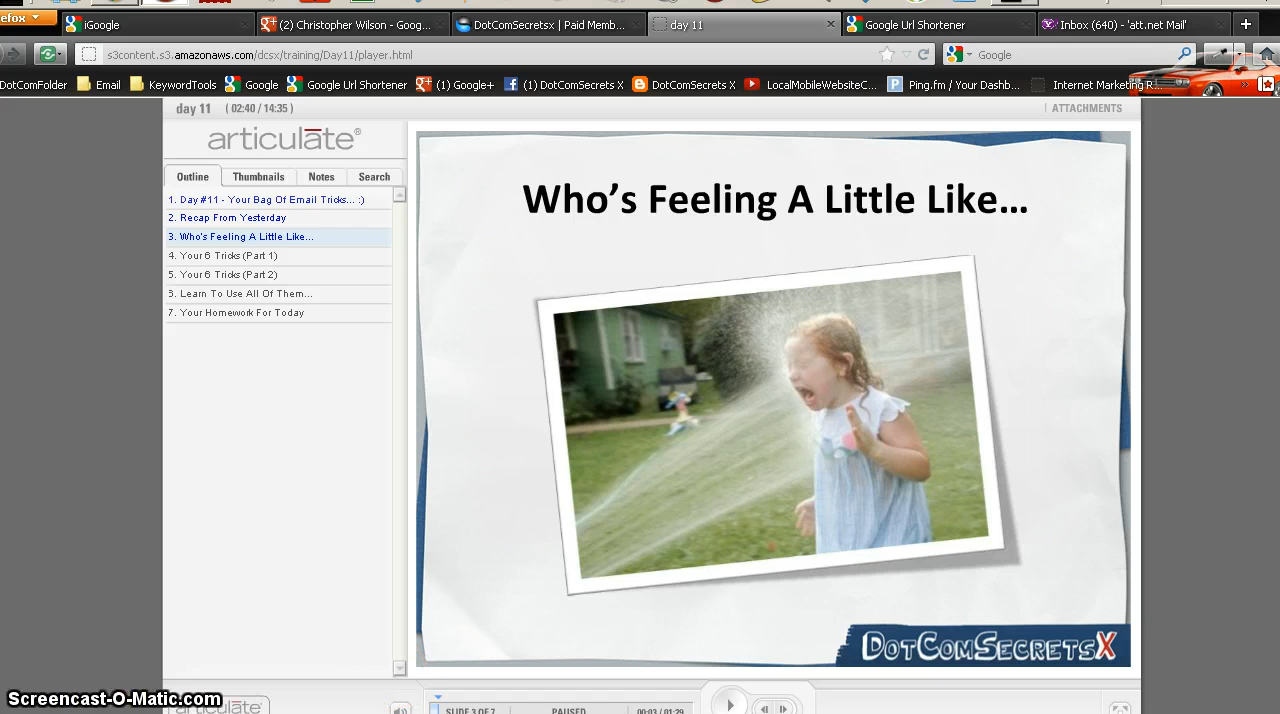 efox
iGoogle
(2) Christopher Wilson - Goog...
DotComSecretsx | Paid Memb...
day 11
Google Url Shortener
Inbox (640) - 'att.net Mail'
s3content.s3.amazonaws.com/dcsx/training/Day11/player.html
Google
DotComFolder
Email
KeywordTools
Google
Google Url Shortener
(1) Google+
(1) DotComSecrets X
DotComSecrets X
LocalMobileWebsiteC...
Ping.fm / Your Dashb...
Internet Marketing R...
day 11 ( 02:40 / 14:35 )
ATTACHMENTS
articulate®
Outline Thumbnails Notes Search
1. Day #11 - Your Bag Of Email Tricks... :)
2. Recap From Yesterday
3. Who's Feeling A Little Like...
4. Your 6 Tricks (Part 1)
5. Your 6 Tricks (Part 2)
3. Learn To Use All Of Them...
7. Your Homework For Today
Who's Feeling A Little Like...
DotComSecretsX
Screencast-O-Matic.com
articulate®
SLIDE 3 OF 7 PAUSED 00:03 / 01:29